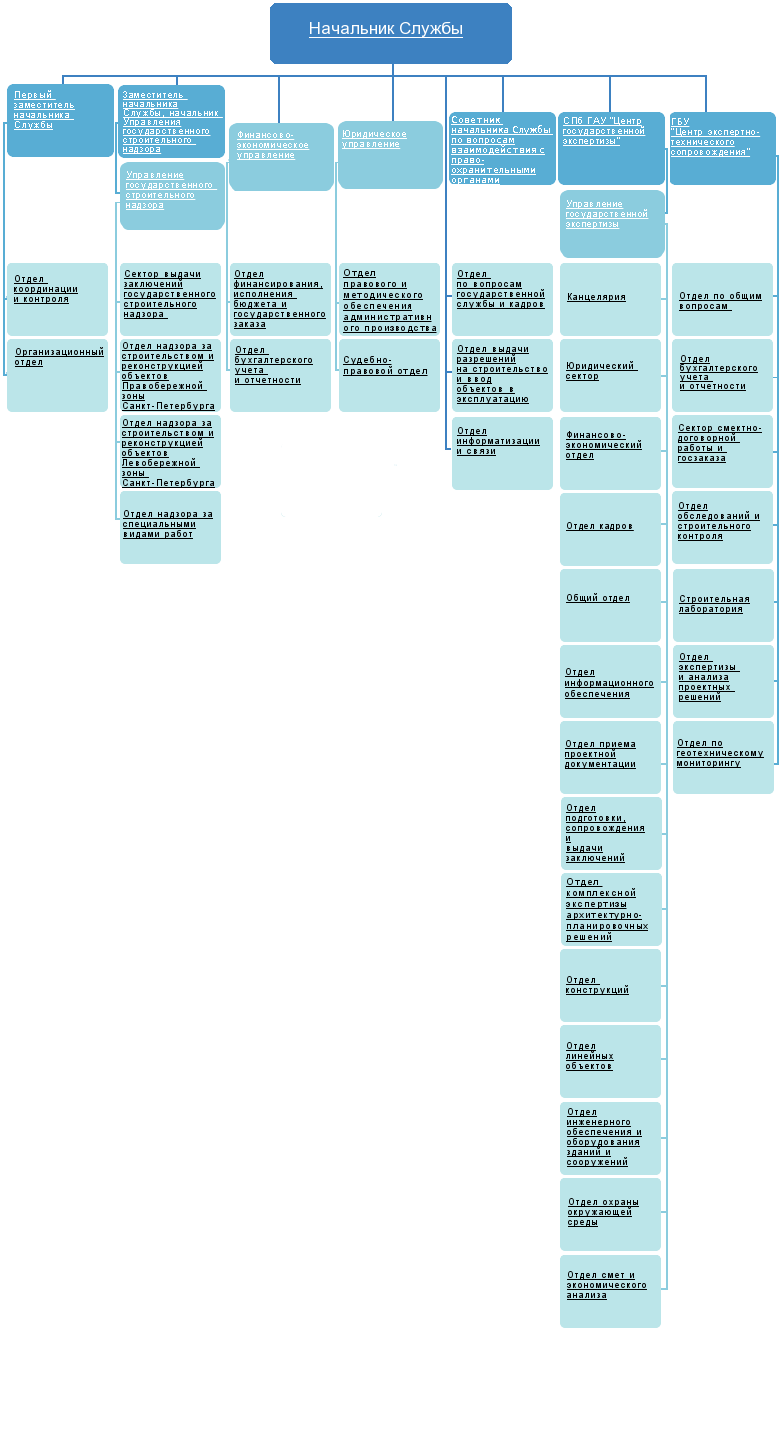 Начальник Службы
Первый
заместитель
начальника
Службы
Заместитель
начальника
Службы, начальник
Управления
государственного
строительного
надзора
Управление
государственного
строительного
надзора
Финансово-
экономическое
управление
Юридическое
управление
Советник
начальника Службы
по вопросам
взаимодействия с
право-
охранительными
органами
СПб ГАУ "Центр
государственной
экспертизы"
Управление
государственной
экспертизы
ГБУ
"Центр экспертно-
технического
сопровождения"
Отдел
координации
и контроля
Организационный
отдел
Сектор выдачи
заключений
государственного
строительного
надзора
Отдел надзора за
строительством и
реконструкцией
объектов
Правобережной
зоны
Санкт-Петербурга
Отдел надзора за
строительством и
реконструкцией
объектов
Левобережной
зоны
Санкт-Петербурга
Отдел надзора за
специальными
видами работ
Отдел
финансирования,
исполнения
бюджета и
государственного
заказа
Отдел
бухгалтерского
учета
и отчетности
Отдел
правового и
методического
обеспечения
административн
ого производства
Судебно-
правовой отдел
Отдел
по вопросам
государственной
службы и кадров
Отдел выдачи
разрешений
на строительство
и ввод
объектов в
эксплуатацию
Отдел
информатизации
и связи
Канцелярия
Юридический
сектор
Финансово-
экономический
отдел
Отдел кадров
Общий отдел
Отдел
информационного
обеспечения
Отдел приема
проектной
документации
Отдел
подготовки,
сопровождения
и
выдачи
заключений
Отдел
комплексной
экспертизы
архитектурно-
планировочных
решений
Отдел
конструкций
Отдел
линейных
объектов
Отдел
инженерного
обеспечения и
оборудования
зданий и
сооружений
Отдел охраны
окружающей
среды
Отдел смет и
экономического
анализа
Отдел по общим
вопросам
Отдел
бухгалтерского
учета
и отчетности
Сектор сметно-
договорной
работы и
госзаказа
Отдел
обследований и
строительного
контроля
Строительная
лаборатория
Отдел
экспертизы
и анализа
проектных
решений
Отдел по
геотехническому
мониторингу